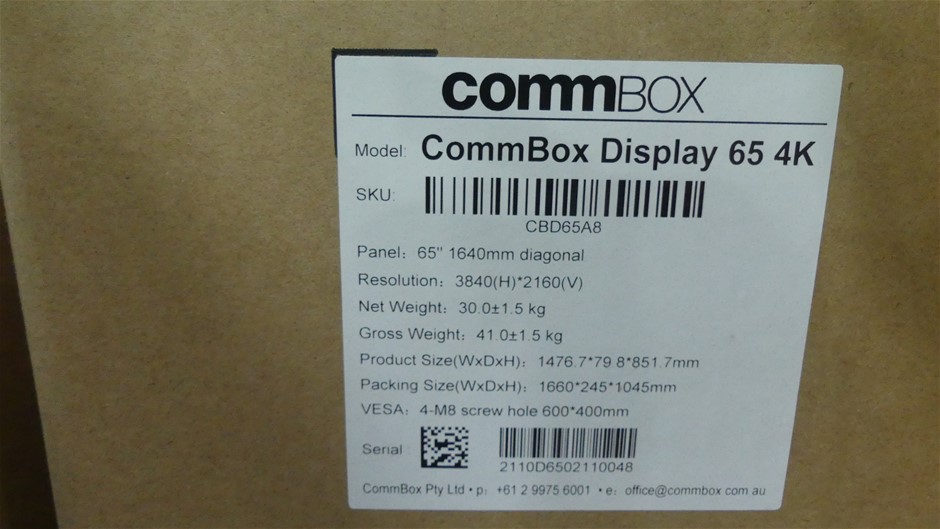 commBOX
Model: CommBox Display 65 4K
SKU:
CBD65A8
Panel: 65" 1640mm diagonal
Resolution: 3840(H)*2160(V)
Net Weight: 30.0±1.5 kg
Gross Weight: 41.0±1.5 kg
Product Size(WxDxH): 1476.7*79.8*851.7mm
Packing Size(WxDxH): 1660*245*1045mm
VESA: 4-M8 screw hole 600*400mm
Serial
2110D6502110048
CommBox Pty Ltd • p: +61 2 9975 6001 • e: office@commbox.com.au